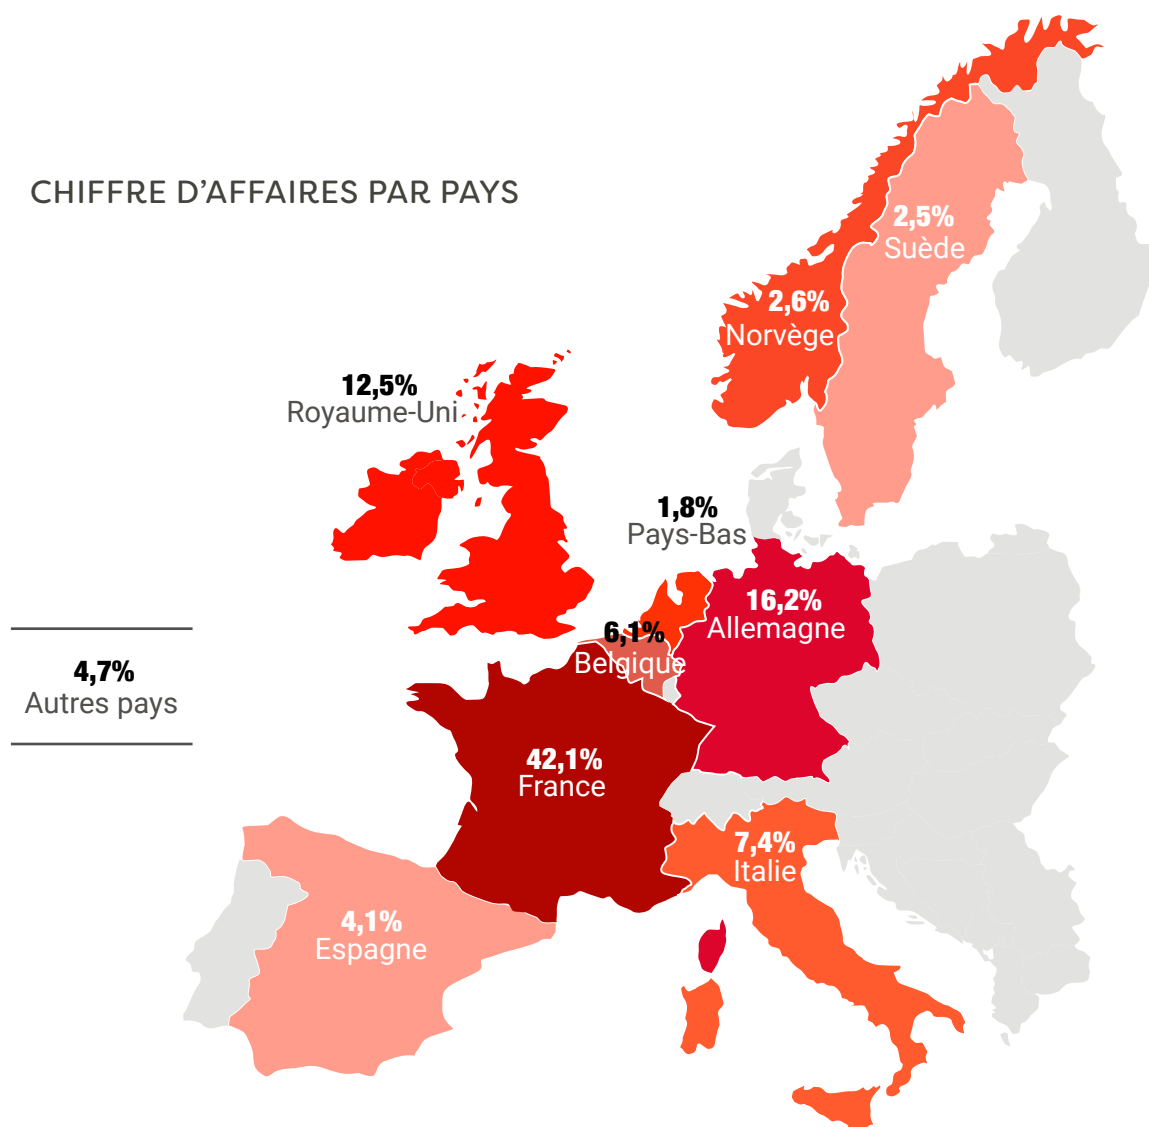 CHIFFRE D'AFFAIRES PAR PAYS
2,5%
Suède
2,6%
Norvège
12,5%
Royaume-Uni
1,8%
Pays-Bas
16,2%
Allemagne
6,1%
Belgique
4,7%
Autres pays
42,1%
France
7,4%
Italie
4,1%
Espagne